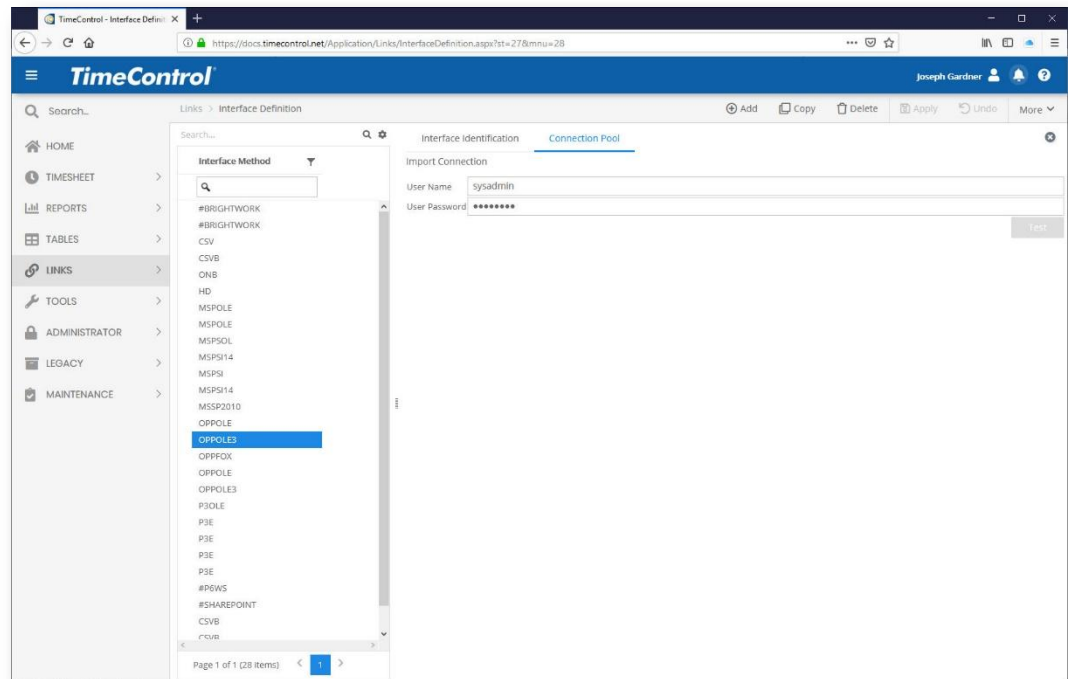 TimeControl - Interface Definit
https://docs.timecontrol.net/Application/Links/InterfaceDefinition.aspx?st=27&mnu=28
TimeControl
Joseph Gardner
Search...
Links > Interface Definition
Add Copy Delete Apply Undo More
Search...
Interface Identification Connection Pool
HOME
Interface Method
Import Connection
TIMESHEET
User Name sysadmin
REPORTS
#BRIGHTWORK
User Password ●●●●●●●●
#BRIGHTWORK
Test
TABLES
CSV
CSVB
LINKS
ONB
HD
TOOLS
MSPOLE
MSPOLE
ADMINISTRATOR
MSPSOL
MSPSI14
LEGACY
MSPSI
MSPSI14
MAINTENANCE
MSSP2010
OPPOLE
OPPOLE3
OPPFOX
OPPOLE
OPPOLE3
P3OLE
P3E
P3E
P3E
P3E
#P6WS
#SHAREPOINT
CSVB
CSVB
Page 1 of 1 (28 items) < 1 >